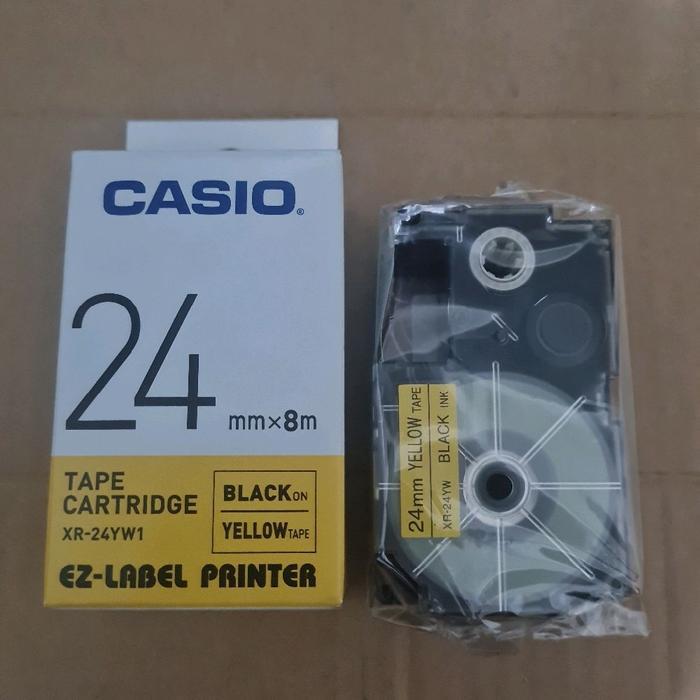 CASIO®
24 mm×8m
TAPE
CARTRIDGE
XR-24YW1
BLACK ON
YELLOW TAPE
EZ-LABEL PRINTER
24mm YELLOW TAPE
XR-24YW BLACK INK